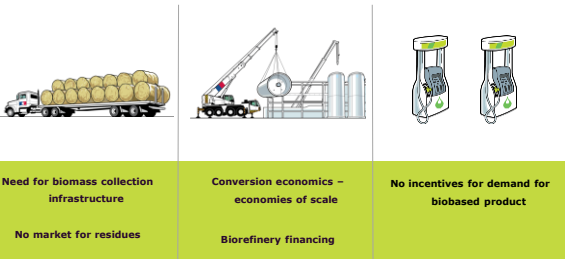 Need for biomass collection
infrastructure
No market for residues
Conversion economics –
economies of scale
Biorefinery financing
No incentives for demand for
biobased product